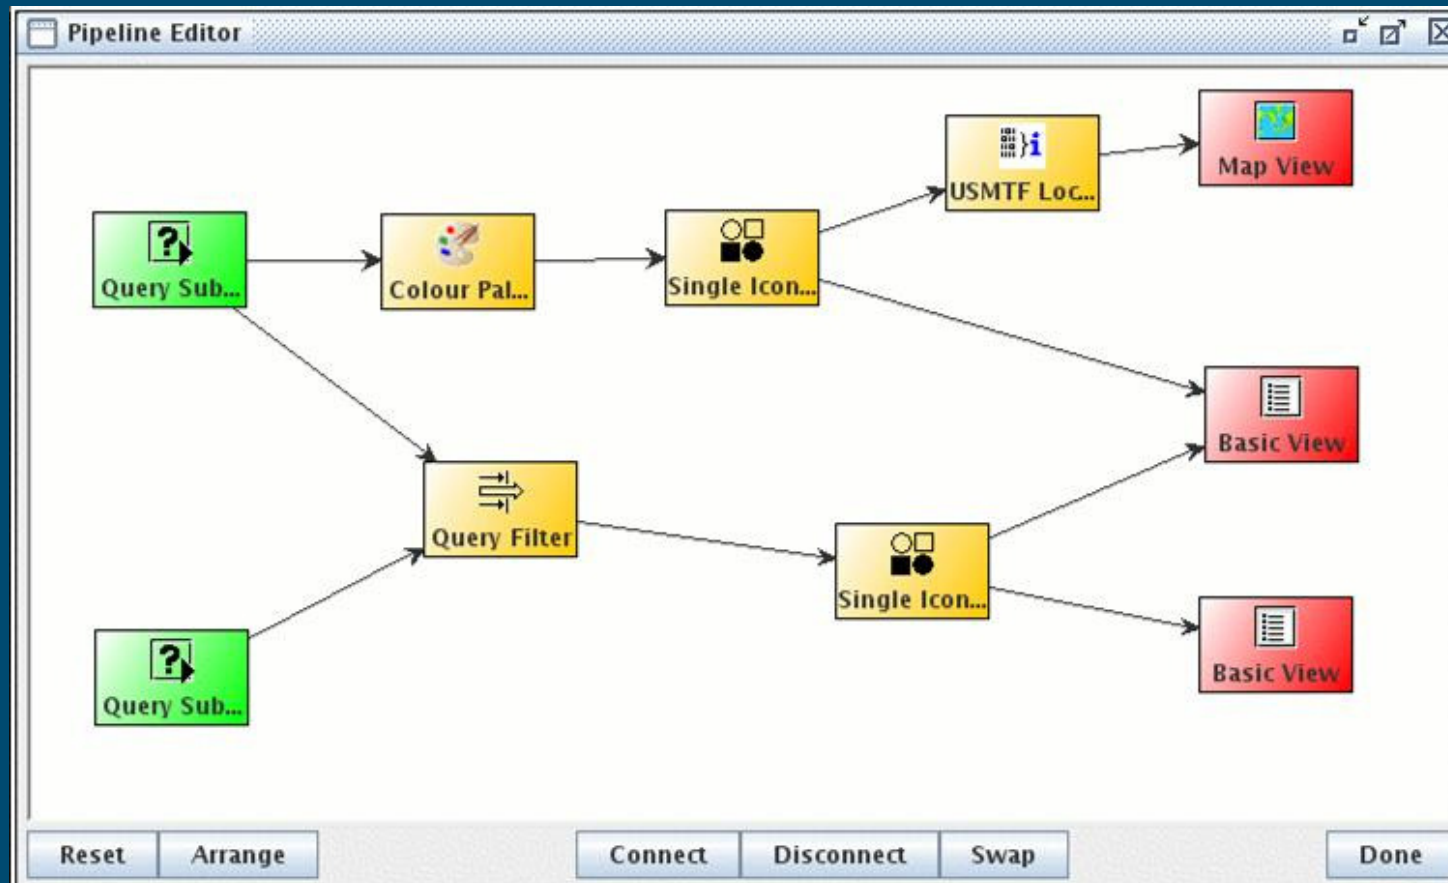 Pipeline Editor
Map View
USMTF Loc...
Query Sub...
Colour Pal...
Single Icon...
Basic View
Query Filter
Single Icon...
Basic View
Query Sub...
Reset Arrange Connect Disconnect Swap Done